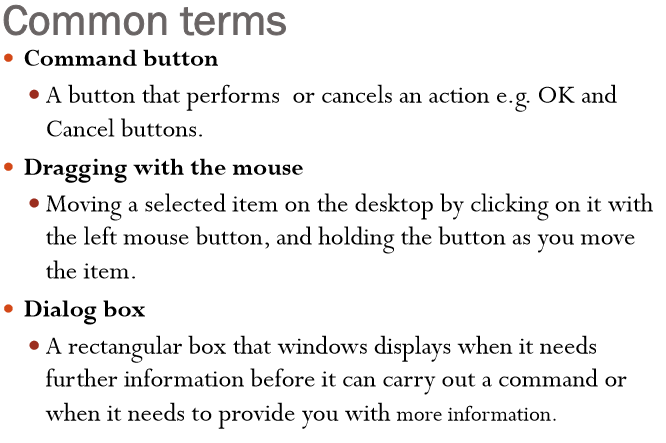 Common terms
• Command button
• A button that performs  or cancels an action e.g. OK and
Cancel buttons.
• Dragging with the mouse
• Moving a selected item on the desktop by clicking on it with
the left mouse button, and holding the button as you move
the item.
• Dialog box
• A rectangular box that windows displays when it needs
further information before it can carry out a command or
when it needs to provide you with more information.